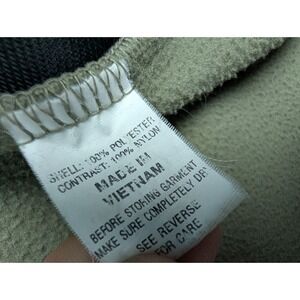 SHELL: 100% POLYESTER
CONTRAST: 100% NYLON
MADE IN
VIETNAM
BEFORE STORING GARMENT
MAKE SURE COMPLETELY DRY
SEE REVERSE
FOR CARE